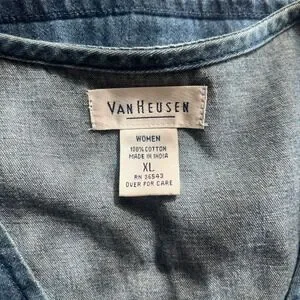 VAN HEUSEN
WOMEN
100% COTTON
MADE IN INDIA
XL
RN 36543
OVER FOR CARE